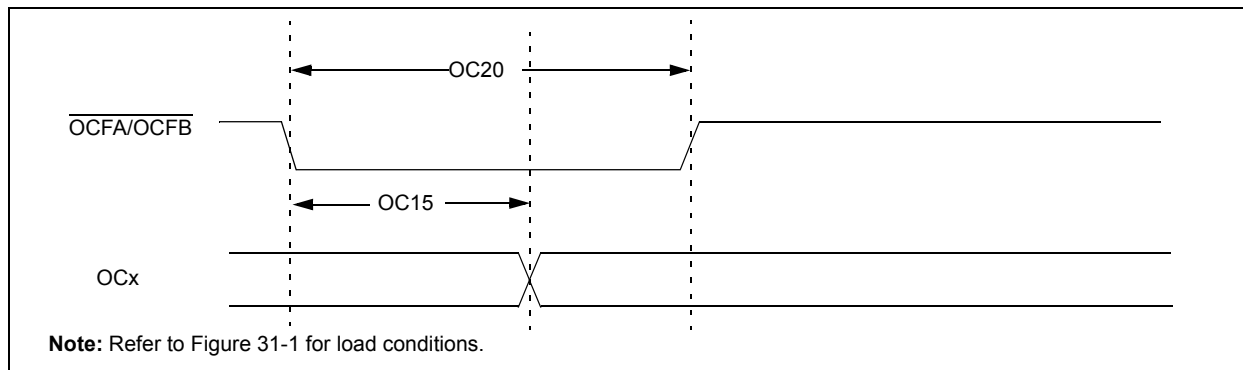 OC20
OCFA/OCFB
OC15
OCx
Note: Refer to Figure 31-1 for load conditions.